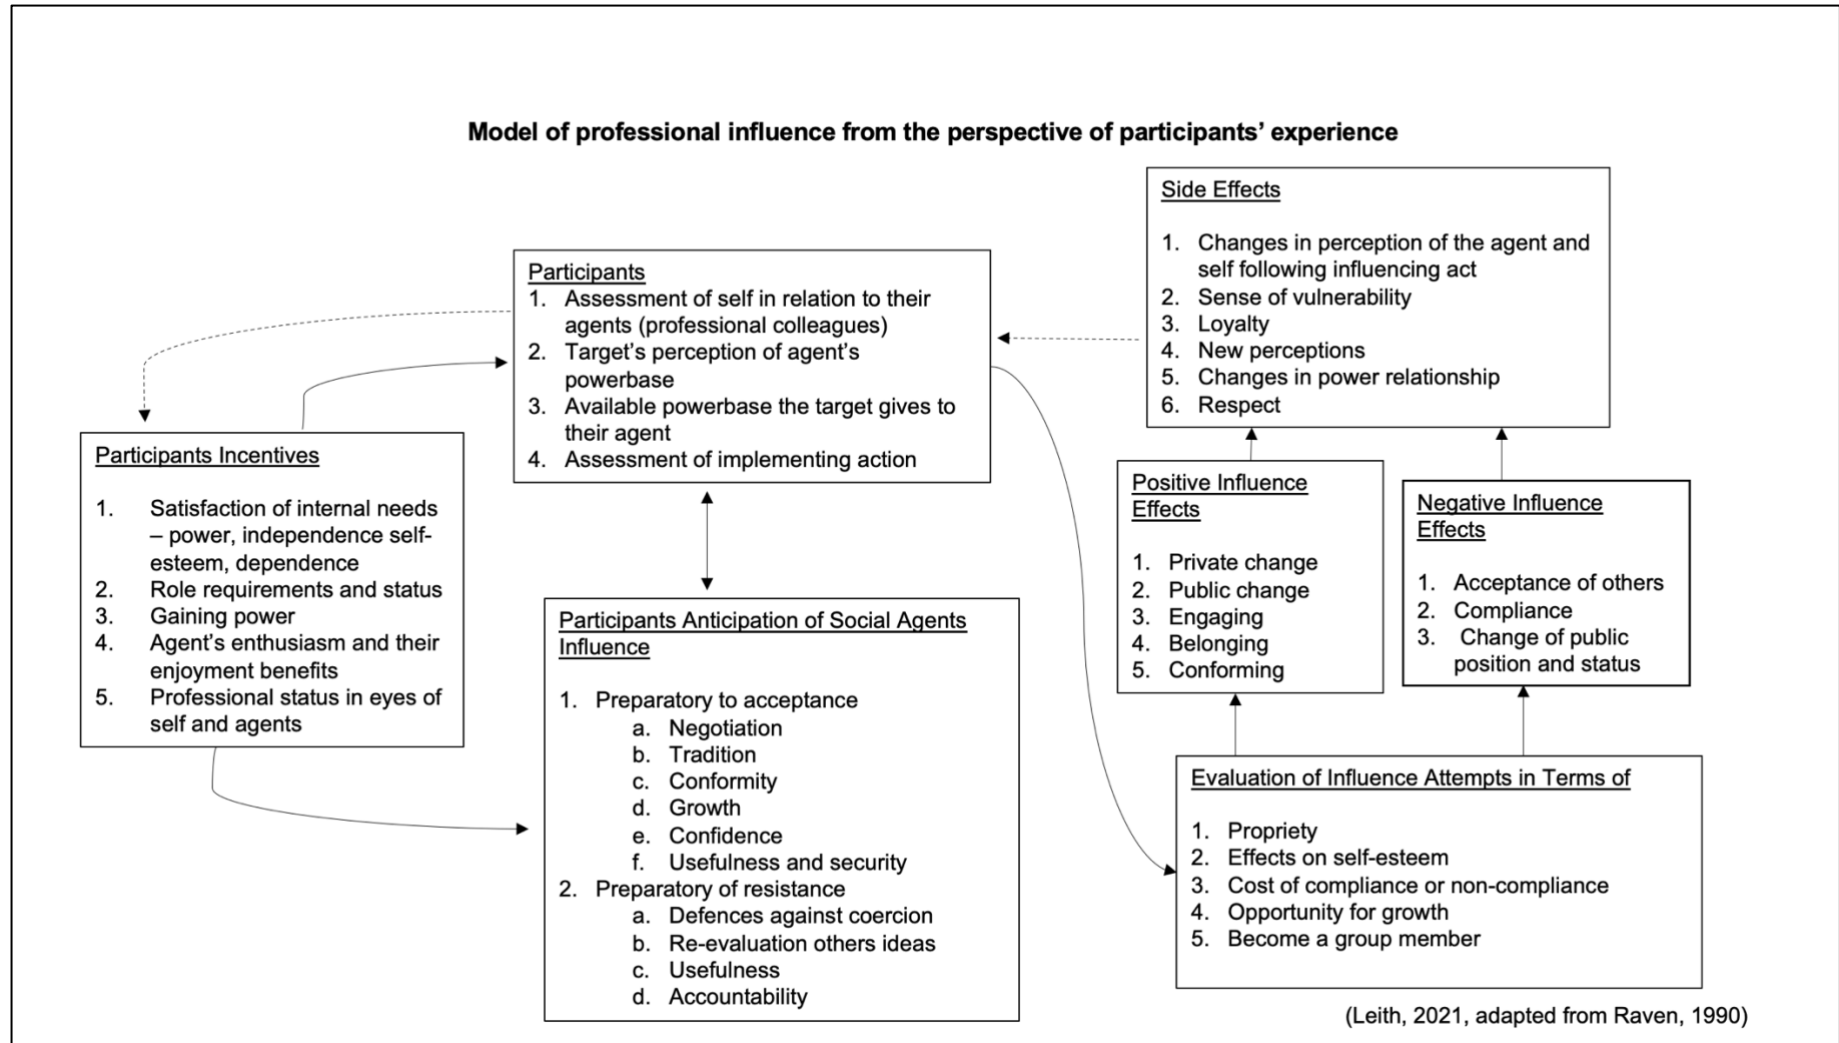 Model of professional influence from the perspective of participants’ experience
Side Effects
1. Changes in perception of the agent and
self following influencing act
2. Sense of vulnerability
3. Loyalty
4. New perceptions
5. Changes in power relationship
6. Respect
Participants
1. Assessment of self in relation to their
agents (professional colleagues)
2. Target’s perception of agent’s
powerbase
3. Available powerbase the target gives to
their agent
4. Assessment of implementing action
Participants Incentives
1. Satisfaction of internal needs
– power, independence self-
esteem, dependence
2. Role requirements and status
3. Gaining power
4. Agent’s enthusiasm and their
enjoyment benefits
5. Professional status in eyes of
self and agents
Positive Influence
Effects
1. Private change
2. Public change
3. Engaging
4. Belonging
5. Conforming
Negative Influence
Effects
1. Acceptance of others
2. Compliance
3. Change of public
position and status
Participants Anticipation of Social Agents
Influence
1. Preparatory to acceptance
a. Negotiation
b. Tradition
c. Conformity
d. Growth
e. Confidence
f. Usefulness and security
2. Preparatory of resistance
a. Defences against coercion
b. Re-evaluation others ideas
c. Usefulness
d. Accountability
Evaluation of Influence Attempts in Terms of
1. Propriety
2. Effects on self-esteem
3. Cost of compliance or non-compliance
4. Opportunity for growth
5. Become a group member
(Leith, 2021, adapted from Raven, 1990)